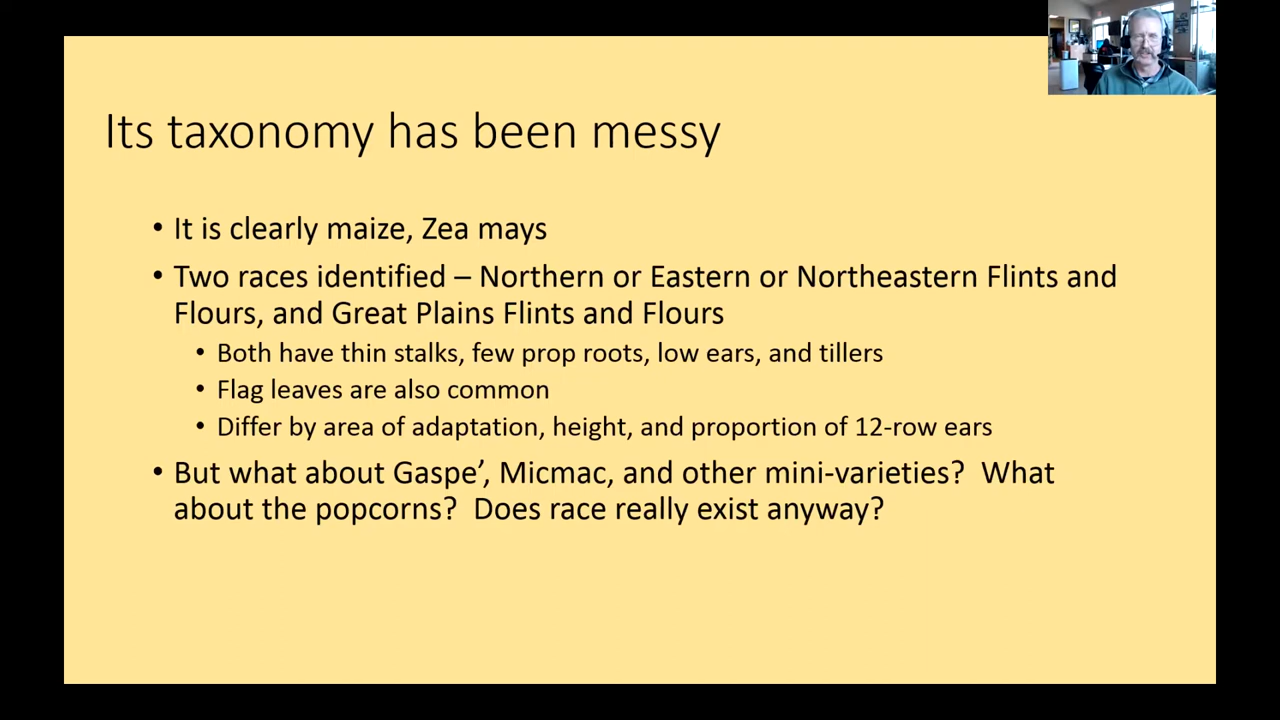 Its taxonomy has been messy
• It is clearly maize, Zea mays
• Two races identified – Northern or Eastern or Northeastern Flints and
Flours, and Great Plains Flints and Flours
• Both have thin stalks, few prop roots, low ears, and tillers
• Flag leaves are also common
• Differ by area of adaptation, height, and proportion of 12-row ears
• But what about Gaspe’, Micmac, and other mini-varieties?  What
about the popcorns?  Does race really exist anyway?